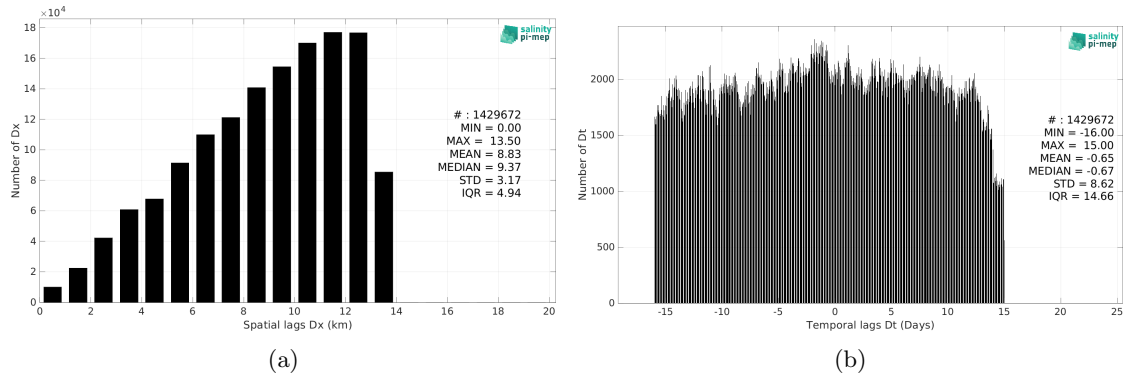 ×10⁴
18
16
14
12
10
8
6
4
2
0
Number of Dx
salinity
pi-mep
# : 1429672
MIN = 0.00
MAX = 13.50
MEAN = 8.83
MEDIAN = 9.37
STD = 3.17
IQR = 4.94
0 2 4 6 8 10 12 14 16 18 20
Spatial lags Dx (km)
(a)
2000
1500
1000
500
0
Number of Dt
salinity
pi-mep
# : 1429672
MIN = -16.00
MAX = 15.00
MEAN = -0.65
MEDIAN = -0.67
STD = 8.62
IQR = 14.66
-15 -10 -5 0 5 10 15 20 25
Temporal lags Dt (Days)
(b)